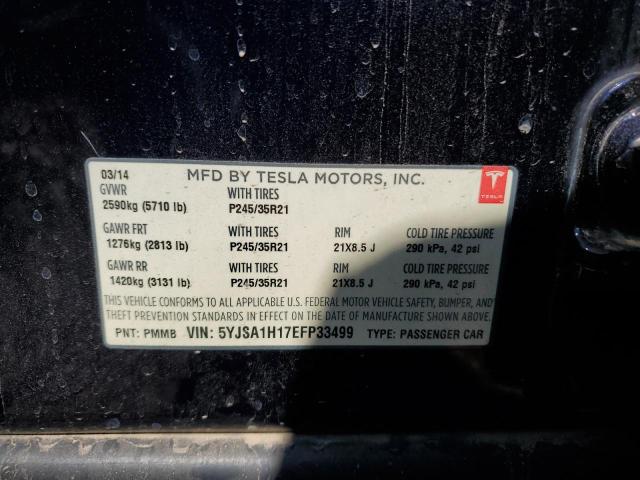 03/14 MFD BY TESLA MOTORS, INC.
GVWR WITH TIRES
2590kg (5710 lb) P245/35R21
GAWR FRT WITH TIRES RIM COLD TIRE PRESSURE
1276kg (2813 lb) P245/35R21 21X8.5 J 290 kPa, 42 psi
GAWR RR WITH TIRES RIM COLD TIRE PRESSURE
1420kg (3131 lb) P245/35R21 21X8.5 J 290 kPa, 42 psi
THIS VEHICLE CONFORMS TO ALL APPLICABLE U.S. FEDERAL MOTOR VEHICLE SAFETY, BUMPER, AND
THEFT PREVENTION STANDARDS IN EFFECT ON THE DATE OF MANUFACTURE SHOWN ABOVE.
PNT: PMMB VIN: 5YJSA1H17EFP33499 TYPE: PASSENGER CAR
TESLA